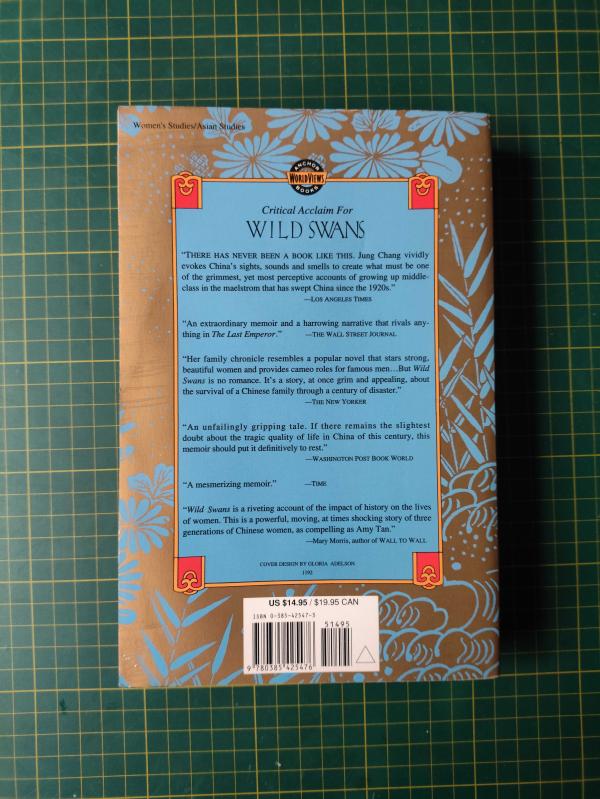 Women's Studies/Asian Studies
ANCHOR
WORLDVIEWS
BOOKS
Critical Acclaim For
WILD SWANS
"THERE HAS NEVER BEEN A BOOK LIKE THIS. Jung Chang vividly
evokes China's sights, sounds and smells to create what must be one
of the grimmest, yet most perceptive accounts of growing up middle-
class in the maelstrom that has swept China since the 1920s."
—LOS ANGELES TIMES
"An extraordinary memoir and a harrowing narrative that rivals any-
thing in The Last Emperor." —THE WALL STREET JOURNAL
"Her family chronicle resembles a popular novel that stars strong,
beautiful women and provides cameo roles for famous men...But Wild
Swans is no romance. It's a story, at once grim and appealing, about
the survival of a Chinese family through a century of disaster."
—THE NEW YORKER
"An unfailingly gripping tale. If there remains the slightest
doubt about the tragic quality of life in China of this century, this
memoir should put it definitively to rest."
—WASHINGTON POST BOOK WORLD
"A mesmerizing memoir." —TIME
"Wild Swans is a riveting account of the impact of history on the lives
of women. This is a powerful, moving, at times shocking story of three
generations of Chinese women, as compelling as Amy Tan."
—Mary Morris, author of WALL TO WALL
COVER DESIGN BY GLORIA ADELSON
1192
US $14.95 / $19.95 CAN
ISBN 0-385-42547-3
51495
9 780385 425476